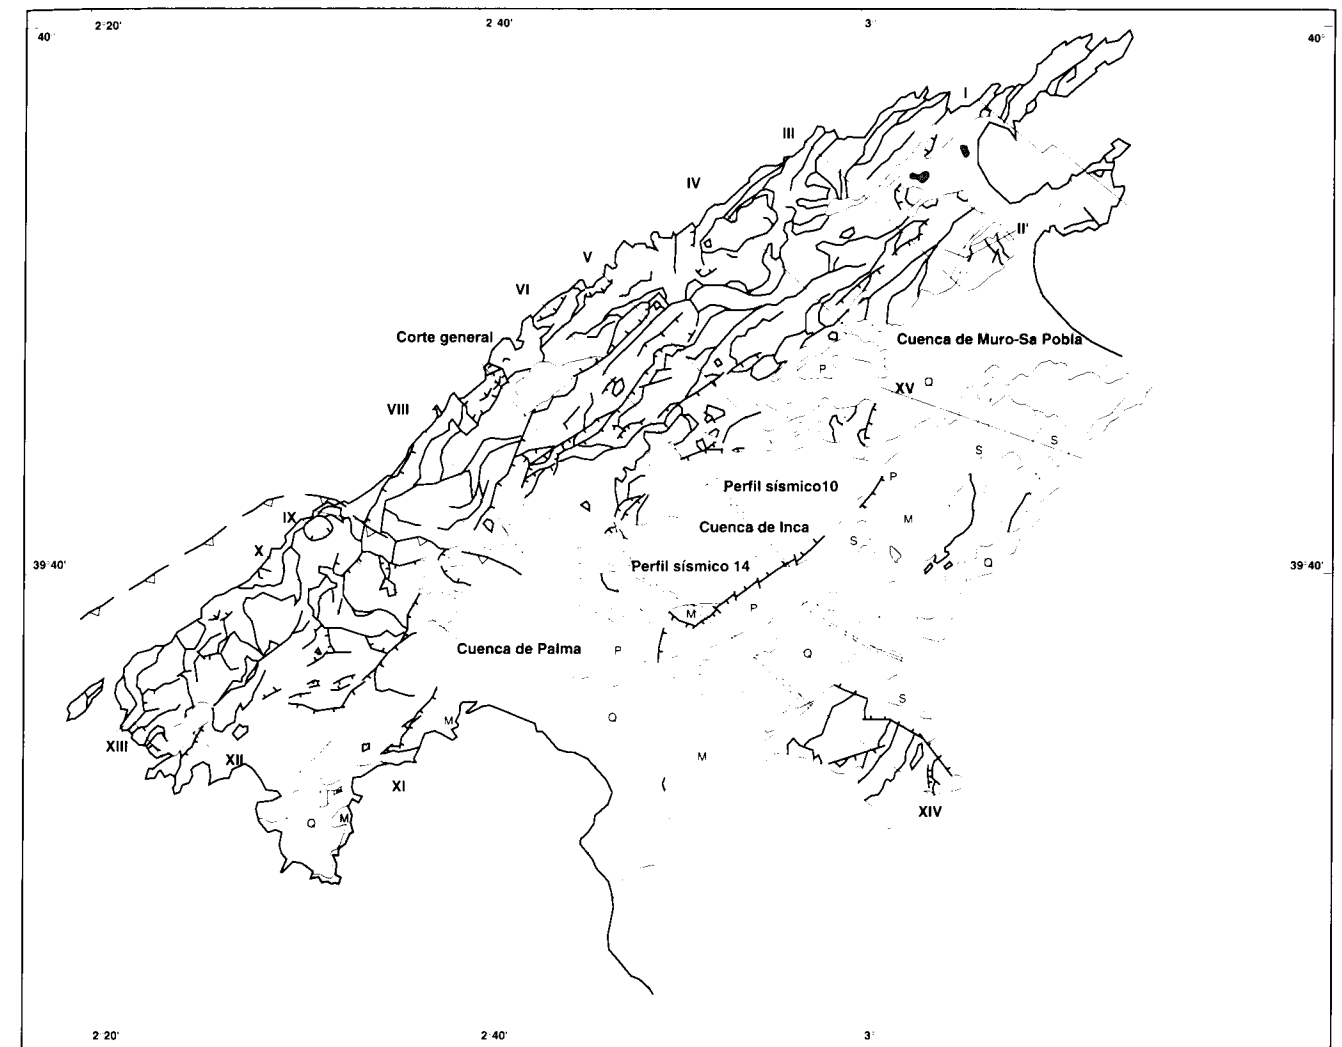 2°20'
2°40'
3°
40°
40°
I
III
IV
II'
V
VI
Corte general
Cuenca de Muro-Sa Pobla
P
Q
XV
VIII
S
S
Perfil sísmico10
P
IX
M
Cuenca de Inca
S
X
39°40'
Perfil sísmico 14
Q
39°40'
M
P
Cuenca de Palma
P
Q
S
Q
M
XIII
XII
M
XI
XIV
Q
M
2°20'
2°40'
3°